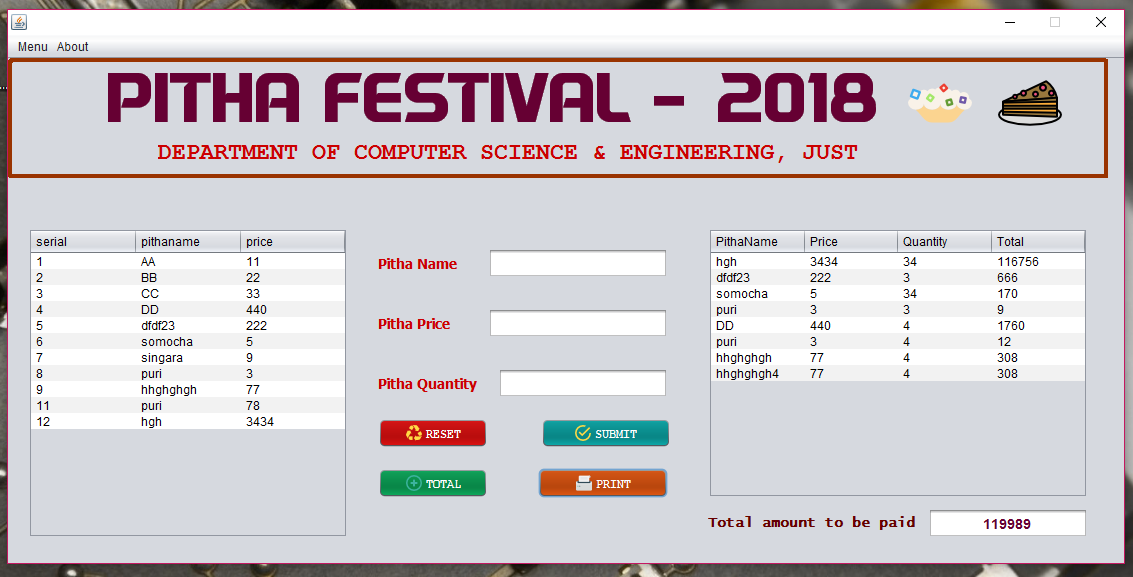 Menu About
PITHA FESTIVAL - 2018
DEPARTMENT OF COMPUTER SCIENCE & ENGINEERING, JUST
serial pithaname price
1 AA 11
2 BB 22
3 CC 33
4 DD 440
5 dfdf23 222
6 somocha 5
7 singara 9
8 puri 3
9 hhghghgh 77
11 puri 78
12 hgh 3434
Pitha Name
Pitha Price
Pitha Quantity
RESET SUBMIT
TOTAL PRINT
PithaName Price Quantity Total
hgh 3434 34 116756
dfdf23 222 3 666
somocha 5 34 170
puri 3 3 9
DD 440 4 1760
puri 3 4 12
hhghghgh 77 4 308
hhghghgh4 77 4 308
Total amount to be paid 119989